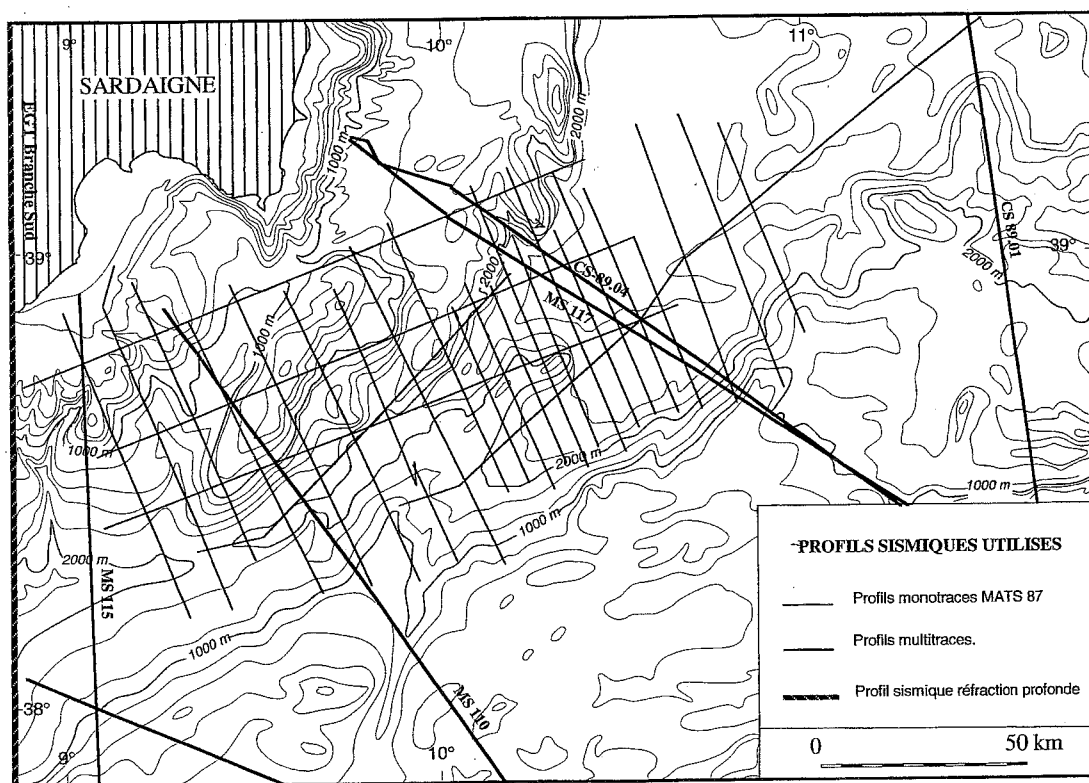 9°
10°
11°
SARDAIGNE
EGT Branche Sud
1000 m
2000 m
39°
CS 89.01
39°
2000 m
CS-89.04
MS 117
2000 m
1000 m
1000 m
2000 m
1000 m
1000 m
2000 m
MS 115
1000 m
MS 110
38°
9°
10°
PROFILS SISMIQUES UTILISES
Profils monotraces MATS 87
Profils multitraces.
Profil sismique réfraction profonde
0 50 km